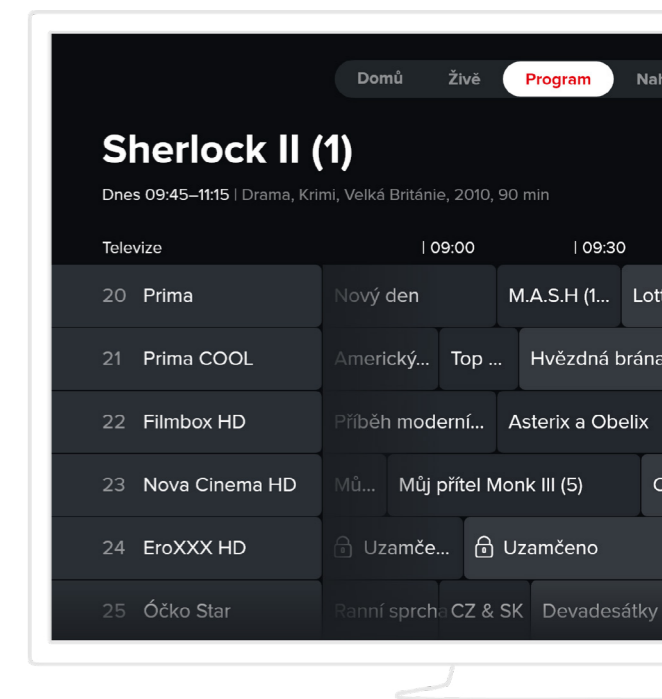 Domů Živě Program Nah
Sherlock II (1)
Dnes 09:45–11:15 | Drama, Krimi, Velká Británie, 2010, 90 min
Televize | 09:00 | 09:30
20 Prima Nový den M.A.S.H (1... Lott
21 Prima COOL Americký... Top ... Hvězdná brána
22 Filmbox HD Příběh moderní... Asterix a Obelix
23 Nova Cinema HD Mů... Můj přítel Monk III (5)
24 EroXXX HD Uzamče... Uzamčeno
25 Óčko Star Ranní sprcha CZ & SK Devadesátky